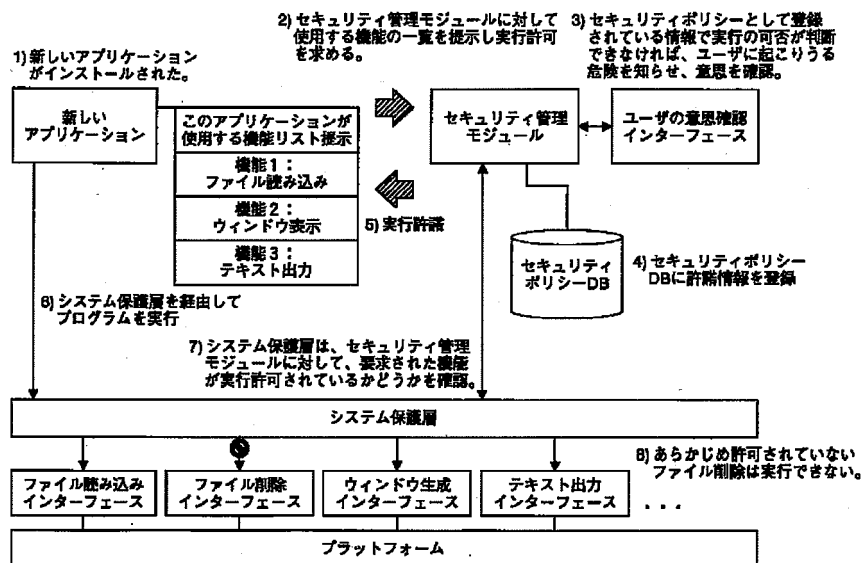 1) 新しいアプリケーション
がインストールされた。
2) セキュリティ管理モジュールに対して
使用する機能の一覧を提示し実行許可
を求める。
3) セキュリティポリシーとして登録
されている情報で実行の可否が判断
できなければ、ユーザに起こりうる
危険を知らせ、意思を確認。
新しい
アプリケーション
このアプリケーションが
使用する機能リスト提示
機能1:
ファイル読み込み
機能2:
ウィンドウ表示
機能3:
テキスト出力
セキュリティ管理
モジュール
ユーザの意思確認
インターフェース
5) 実行許諾
セキュリティ
ポリシーDB
4) セキュリティポリシー
DBに許諾情報を登録
6) システム保護層を経由して
プログラムを実行
7) システム保護層は、セキュリティ管理
モジュールに対して、要求された機能
が実行許可されているかどうかを確認。
システム保護層
8) あらかじめ許可されていない
ファイル削除は実行できない。
ファイル読み込み
インターフェース
ファイル削除
インターフェース
ウィンドウ生成
インターフェース
テキスト出力
インターフェース
...
プラットフォーム